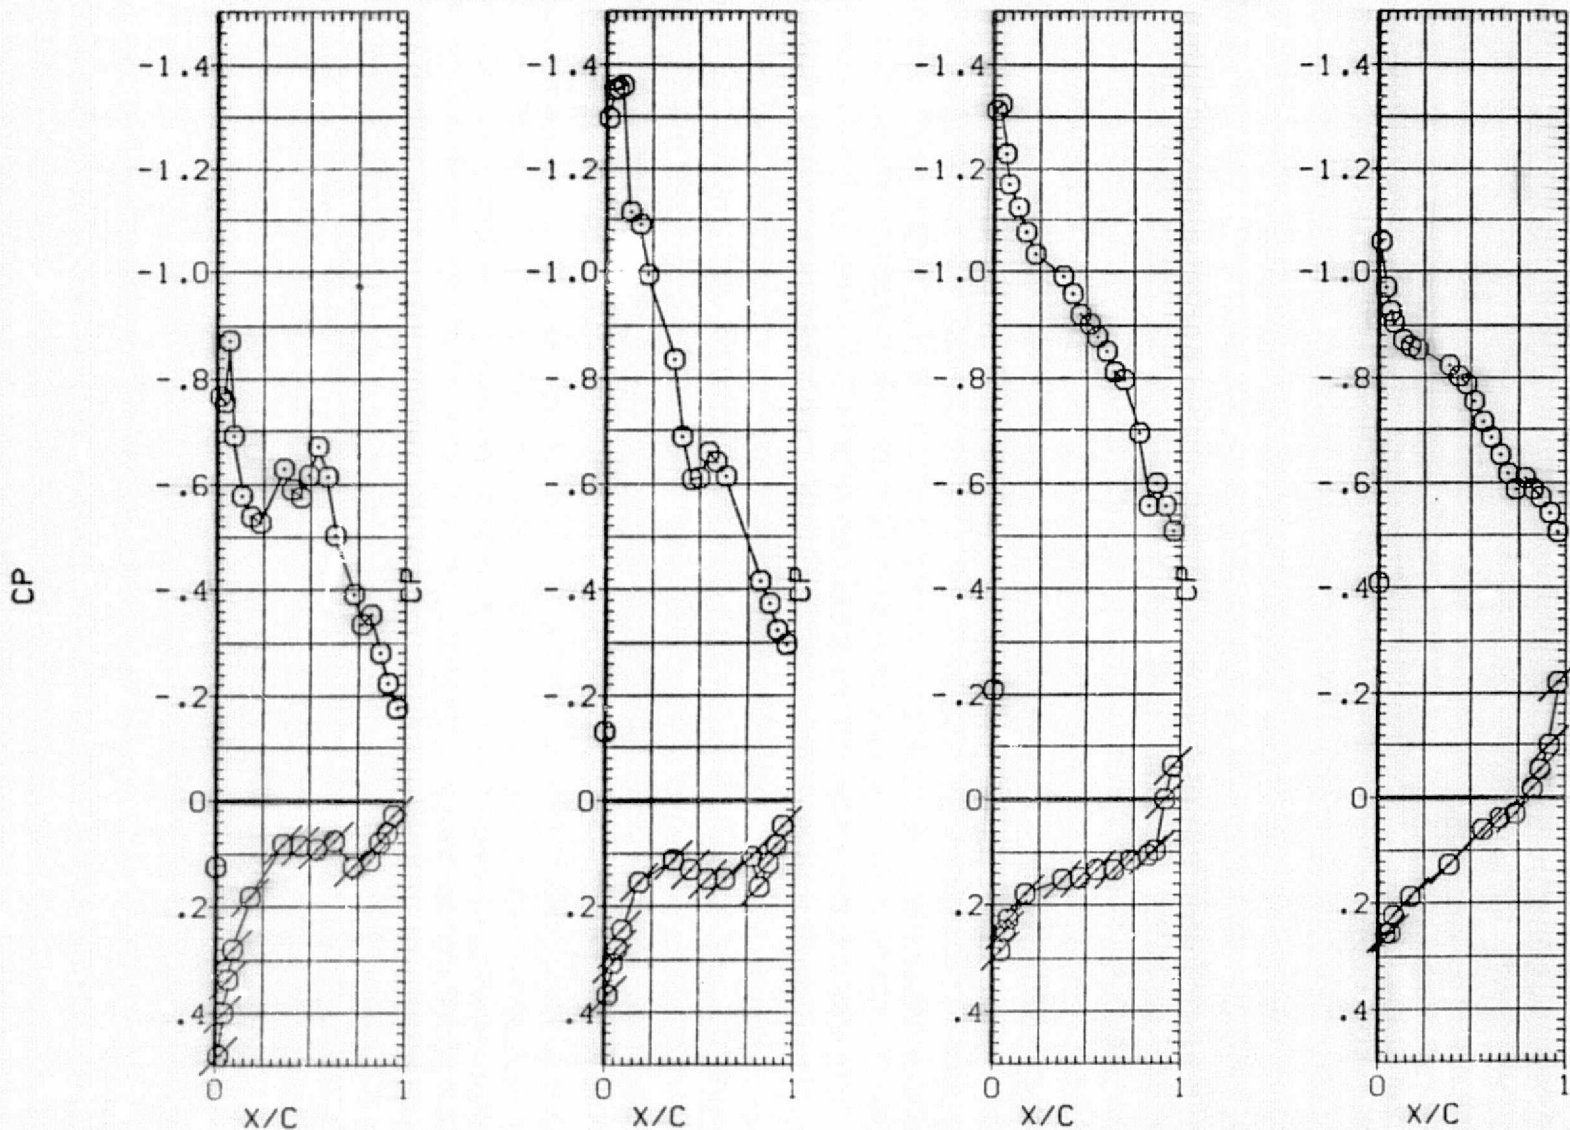 -1.4 -1.4 -1.4 -1.4
-1.2 -1.2 -1.2 -1.2
-1.0 -1.0 -1.0 -1.0
-.8 -.8 -.8 -.8
-.6 -.6 -.6 -.6
CP -.4 CP -.4 CP -.4 CP -.4
-.2 -.2 -.2 -.2
0 0 0 0
.2 .2 .2 .2
.4 .4 .4 .4
0 1 0 1 0 1 0 1
X/C X/C X/C X/C